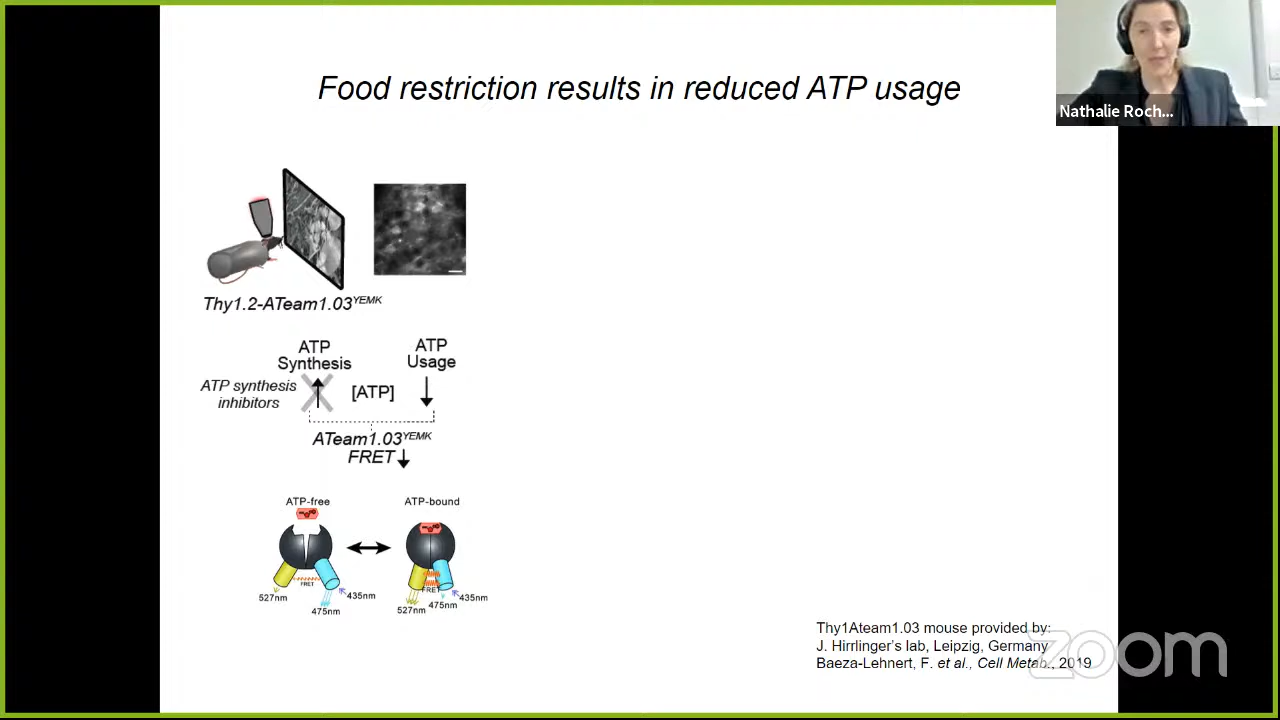 Food restriction results in reduced ATP usage
Nathalie Roch...
Thy1.2-ATeam1.03YEMK
ATP
Synthesis
ATP
Usage
ATP synthesis
inhibitors
[ATP]
ATeam1.03YEMK
FRET
ATP-free
ATP-bound
FRET
527nm
475nm
435nm
FRET
527nm
475nm
435nm
Thy1Ateam1.03 mouse provided by:
J. Hirrlinger's lab, Leipzig, Germany
Baeza-Lehnert, F. et al., Cell Metab., 2019
zoom